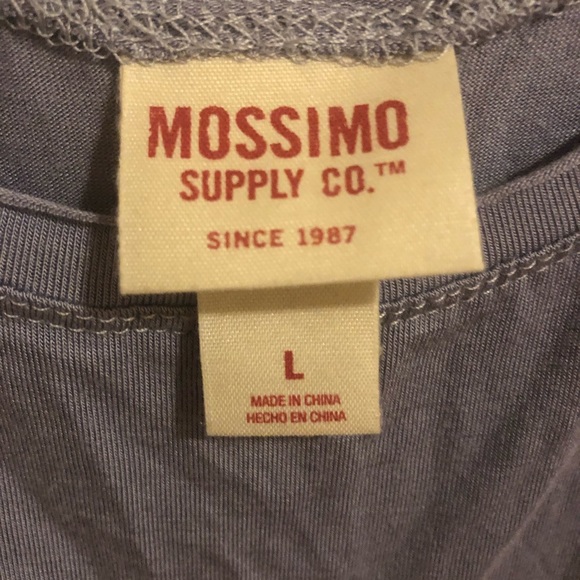 MOSSIMO
SUPPLY CO.™
SINCE 1987
L
MADE IN CHINA
HECHO EN CHINA